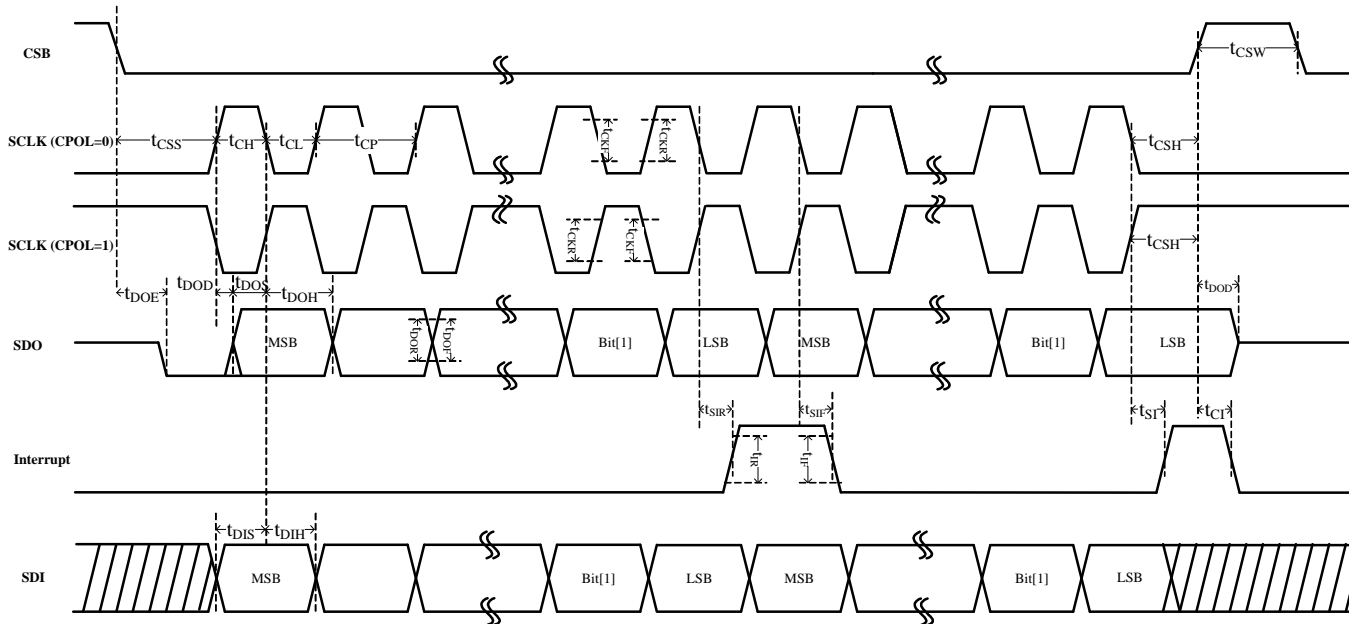 CSB
tCSW
SCLK (CPOL=0)
tCSS
tCH
tCL
tCP
tCKF
tCKR
tCSH
SCLK (CPOL=1)
tCKR
tCKF
tCSH
tDOE
tDOD
tDOS
tDOH
tDOD
SDO
MSB
tDOR
tDOF
Bit[1]
LSB
MSB
Bit[1]
LSB
tSIR
tSIF
tSI
tCI
Interrupt
tIR
tIF
tDIS
tDIH
SDI
MSB
Bit[1]
LSB
MSB
Bit[1]
LSB